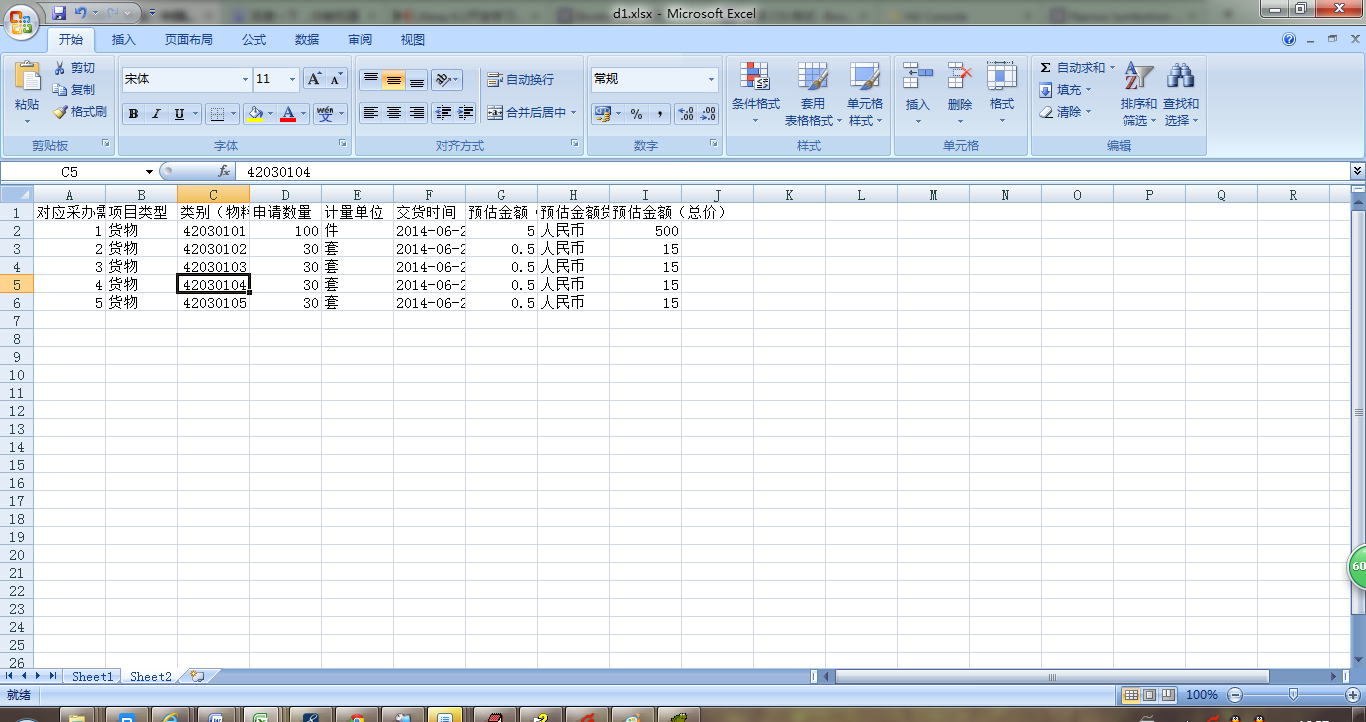 d1.xlsx - Microsoft Excel
开始 插入 页面布局 公式 数据 审阅 视图
粘贴 剪切 复制 格式刷 剪贴板
宋体 11 A A
B I U A wén 字体
自动换行 合并后居中 对齐方式
常规 % , 数字
条件格式 套用表格格式 单元格样式 样式
插入 删除 格式 单元格
Σ 自动求和 填充 清除 排序和筛选 查找和选择 编辑
C5 fx 42030104
A B C D E F G H I J K L M N O P Q R
1 对应采办需 项目类型 类别（物料 申请数量 计量单位 交货时间 预估金额（ 预估金额货 预估金额（总价）
2 1 货物 42030101 100 件 2014-06-2 5 人民币 500
3 2 货物 42030102 30 套 2014-06-2 0.5 人民币 15
4 3 货物 42030103 30 套 2014-06-2 0.5 人民币 15
5 4 货物 42030104 30 套 2014-06-2 0.5 人民币 15
6 5 货物 42030105 30 套 2014-06-2 0.5 人民币 15
7
8
9
10
11
12
13
14
15
16
17
18
19
20
21
22
23
24
25
26
60
Sheet1 Sheet2
就绪 100%